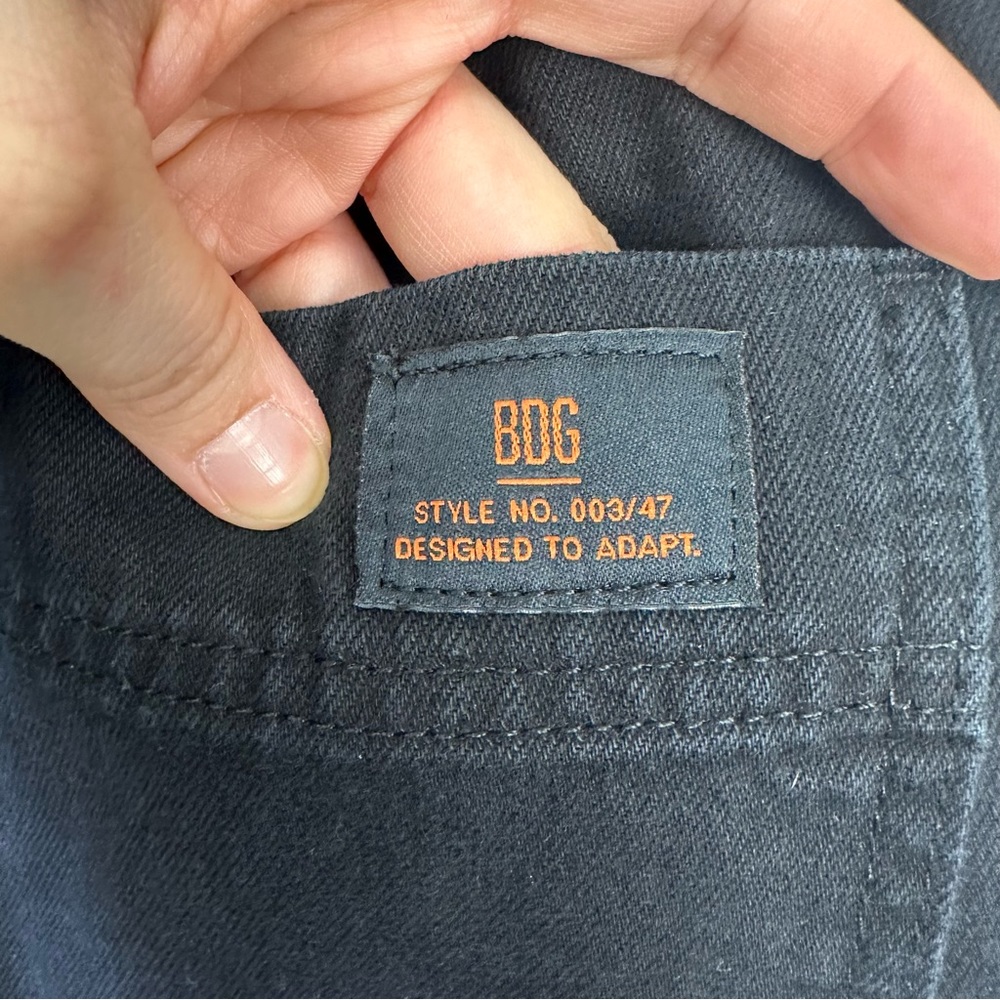 BDG
STYLE NO. 003/47
DESIGNED TO ADAPT.